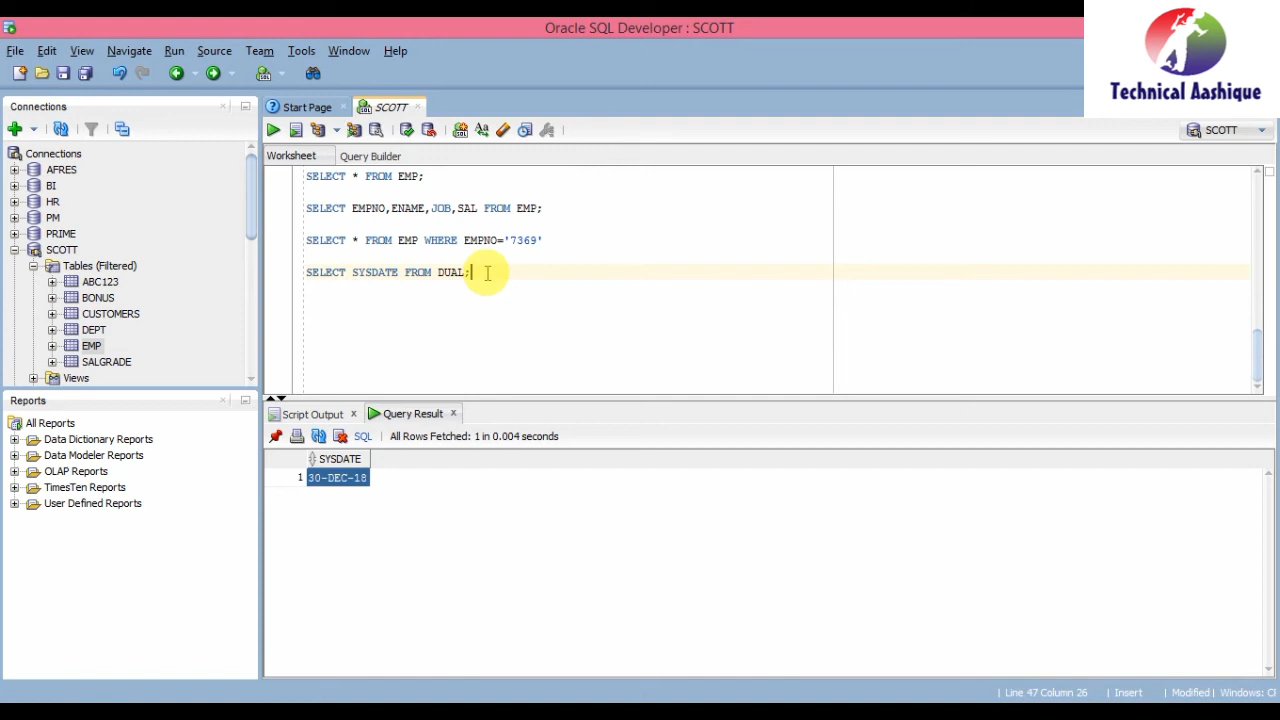 Oracle SQL Developer : SCOTT
Technical Aashique
File Edit View Navigate Run Source Team Tools Window Help
Connections
Start Page
SCOTT
SCOTT
Worksheet Query Builder
Connections
AFRES
BI
HR
PM
PRIME
SCOTT
Tables (Filtered)
ABC123
BONUS
CUSTOMERS
DEPT
EMP
SALGRADE
Views
SELECT * FROM EMP;
SELECT EMPNO,ENAME,JOB,SAL FROM EMP;
SELECT * FROM EMP WHERE EMPNO='7369'
SELECT SYSDATE FROM DUAL;
Reports
All Reports
Data Dictionary Reports
Data Modeler Reports
OLAP Reports
TimesTen Reports
User Defined Reports
Script Output Query Result
SQL All Rows Fetched: 1 in 0.004 seconds
SYSDATE
1 30-DEC-18
Line 47 Column 26 Insert Modified Windows: C